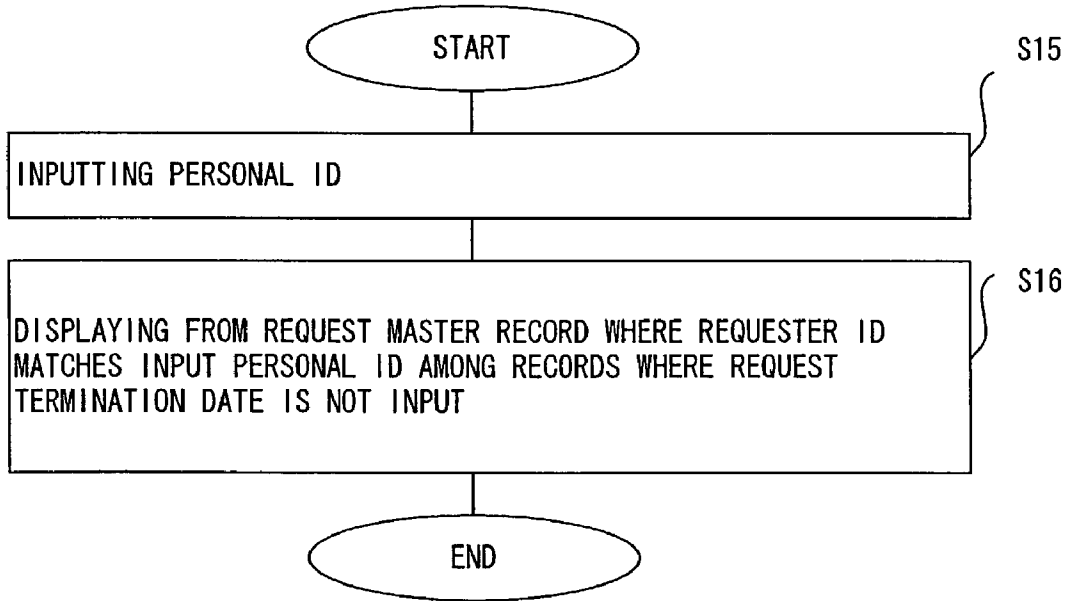 START
S15
INPUTTING PERSONAL ID
S16
DISPLAYING FROM REQUEST MASTER RECORD WHERE REQUESTER ID
MATCHES INPUT PERSONAL ID AMONG RECORDS WHERE REQUEST
TERMINATION DATE IS NOT INPUT
END